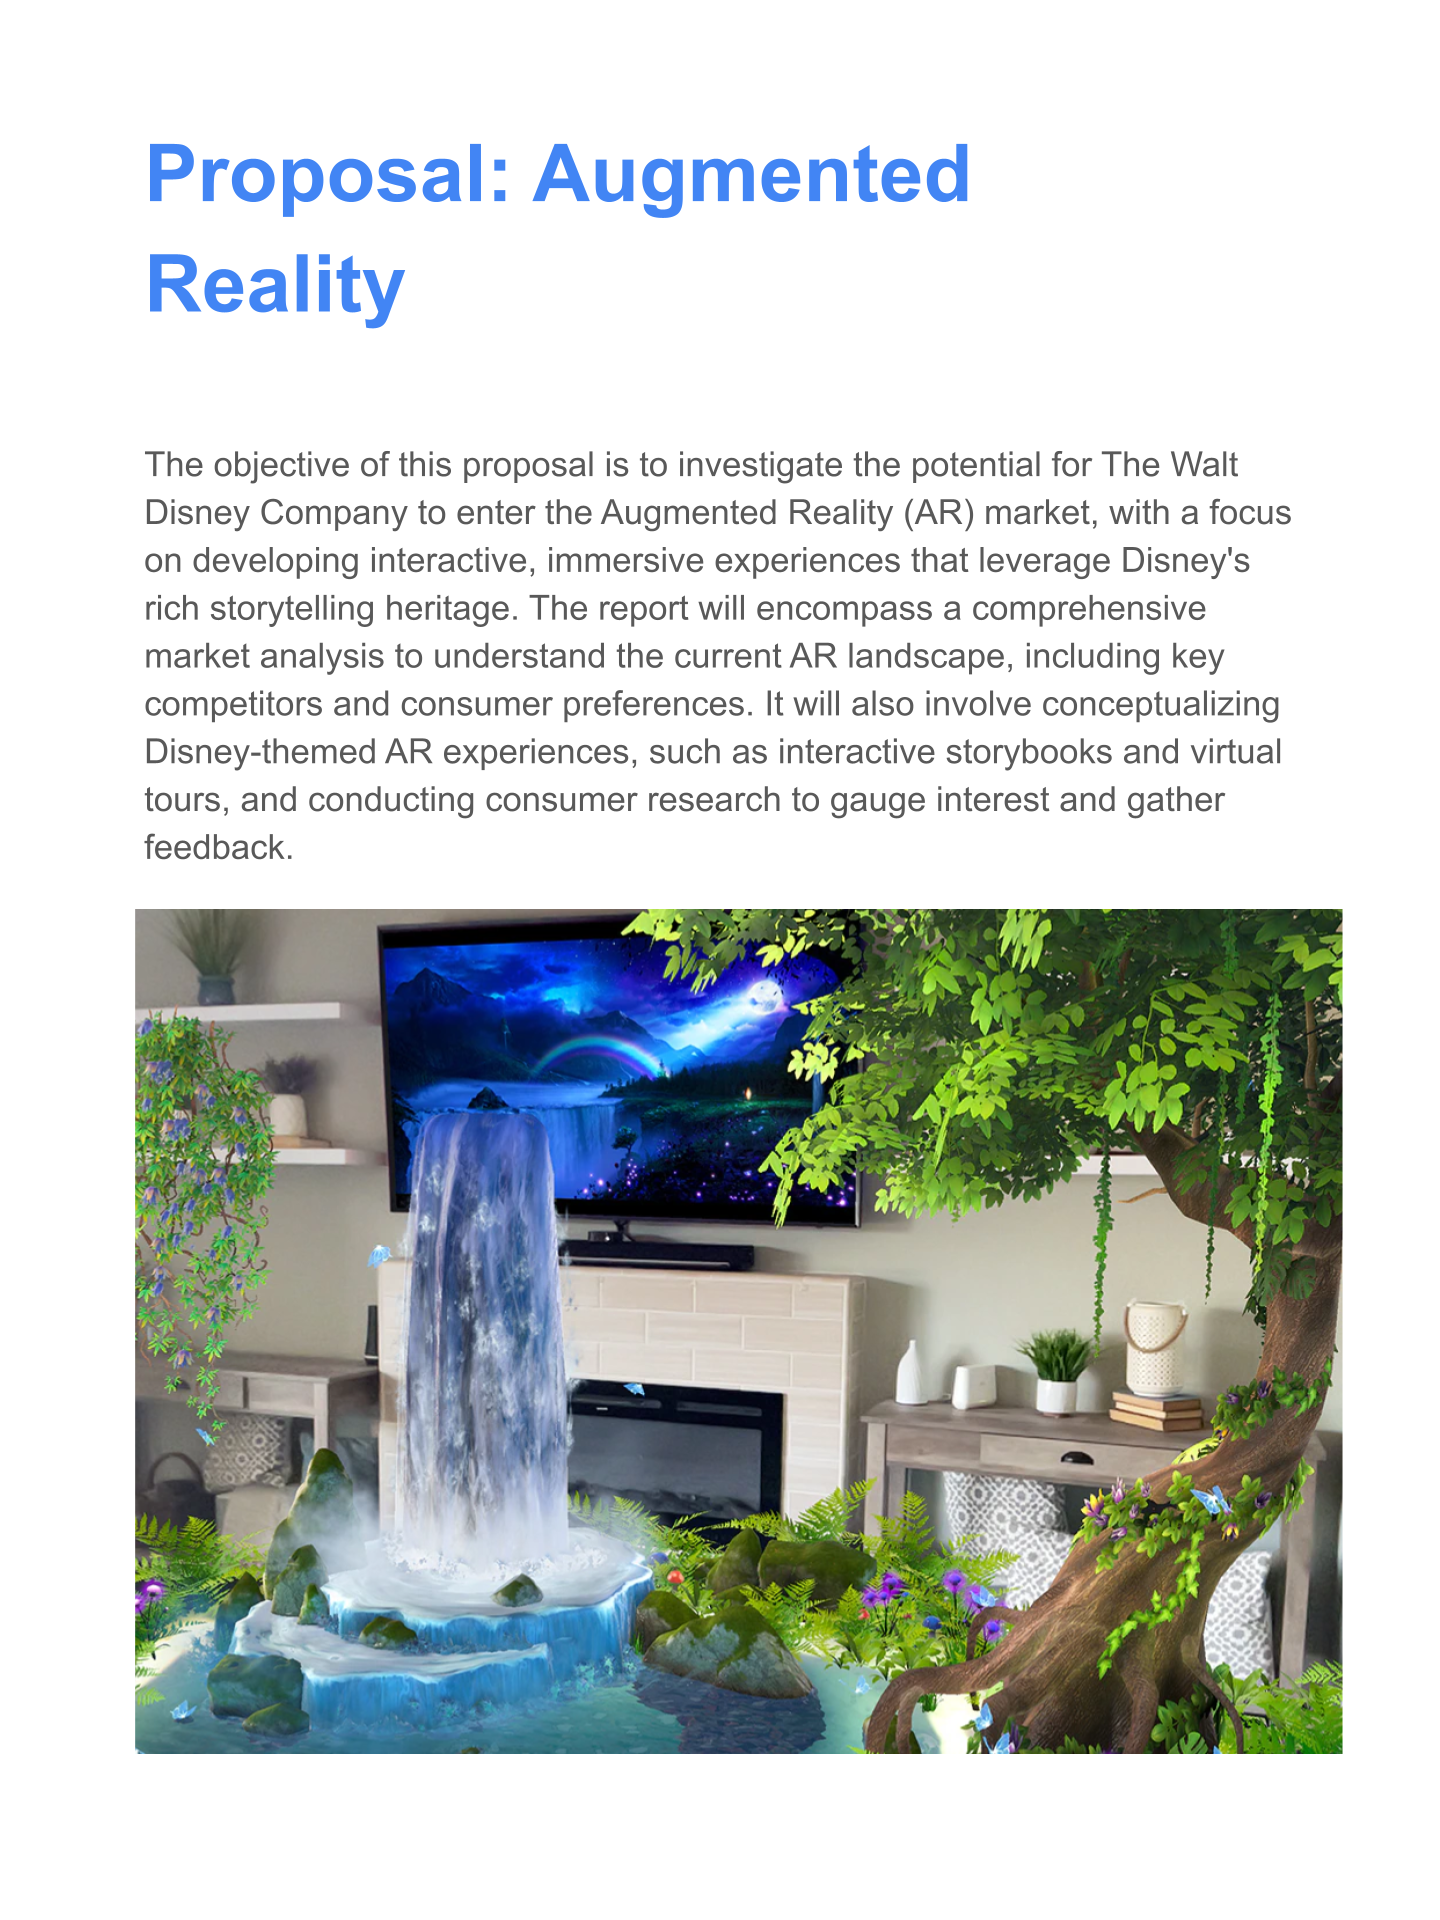 Proposal: Augmented
Reality
The objective of this proposal is to investigate the potential for The Walt
Disney Company to enter the Augmented Reality (AR) market, with a focus
on developing interactive, immersive experiences that leverage Disney's
rich storytelling heritage. The report will encompass a comprehensive
market analysis to understand the current AR landscape, including key
competitors and consumer preferences. It will also involve conceptualizing
Disney-themed AR experiences, such as interactive storybooks and virtual
tours, and conducting consumer research to gauge interest and gather
feedback.